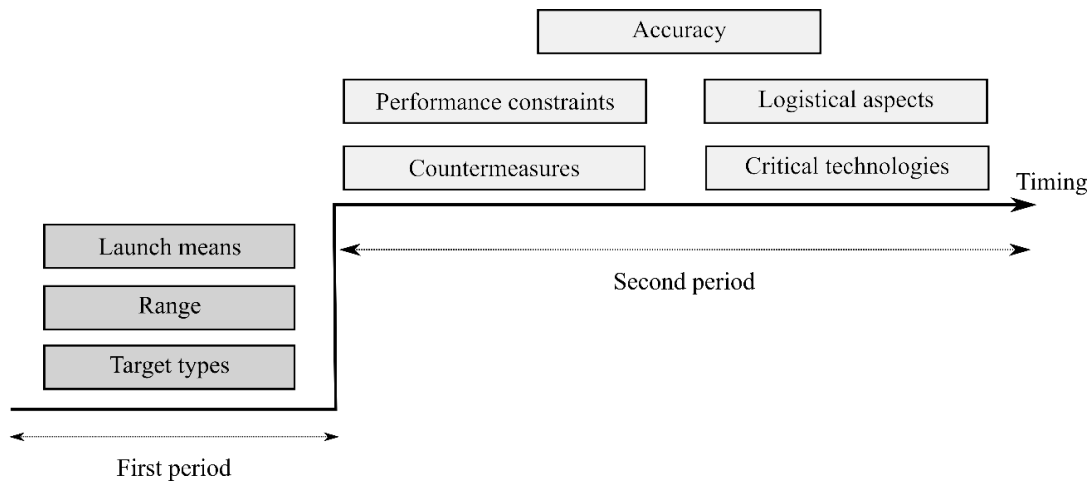 Accuracy
Performance constraints
Logistical aspects
Countermeasures
Critical technologies
Timing
Launch means
Second period
Range
Target types
First period